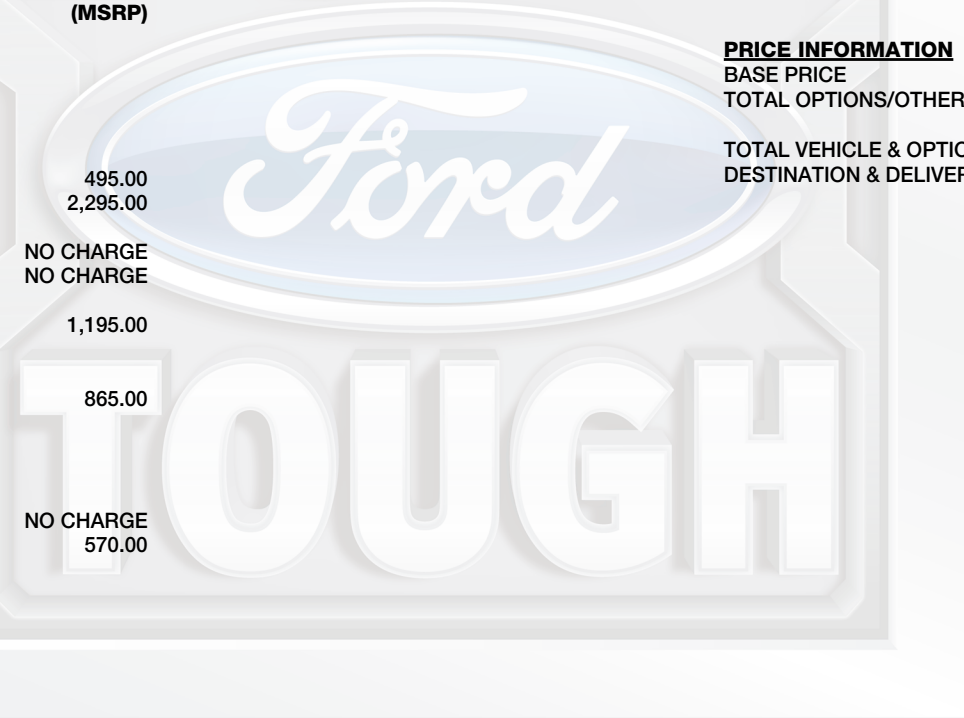 (MSRP)
495.00
2,295.00
NO CHARGE
NO CHARGE
1,195.00
865.00
NO CHARGE
570.00
PRICE INFORMATION
BASE PRICE
TOTAL OPTIONS/OTHER
TOTAL VEHICLE & OPTIO
DESTINATION & DELIVER
Ford
TOUGH